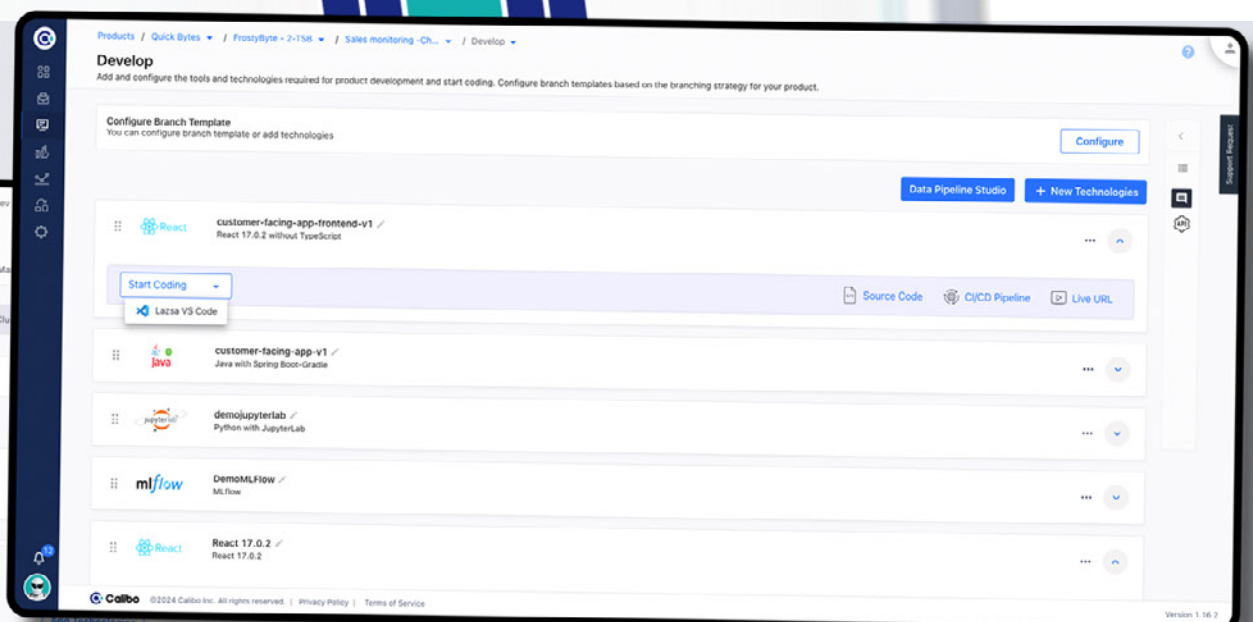 Products / Quick Bytes / FrostyByte - 2-TSB / Sales monitoring -Ch... / Develop
Develop
Add and configure the tools and technologies required for product development and start coding. Configure branch templates based on the branching strategy for your product.
Configure Branch Template
You can configure branch template or add technologies
Configure
Support Request
Data Pipeline Studio
+ New Technologies
React
customer-facing-app-frontend-v1
React 17.0.2 without TypeScript
API
Start Coding
Source Code
CI/CD Pipeline
Live URL
Lazsa VS Code
Java
customer-facing-app-v1
Java with Spring Boot-Gradle
jupyterlab
demojupyterlab
Python with JupyterLab
mlflow
DemoMLFlow
MLflow
React
React 17.0.2
React 17.0.2
12
Calibo ©2024 Calibo Inc. All rights reserved. | Privacy Policy | Terms of Service
Version 1.16.2